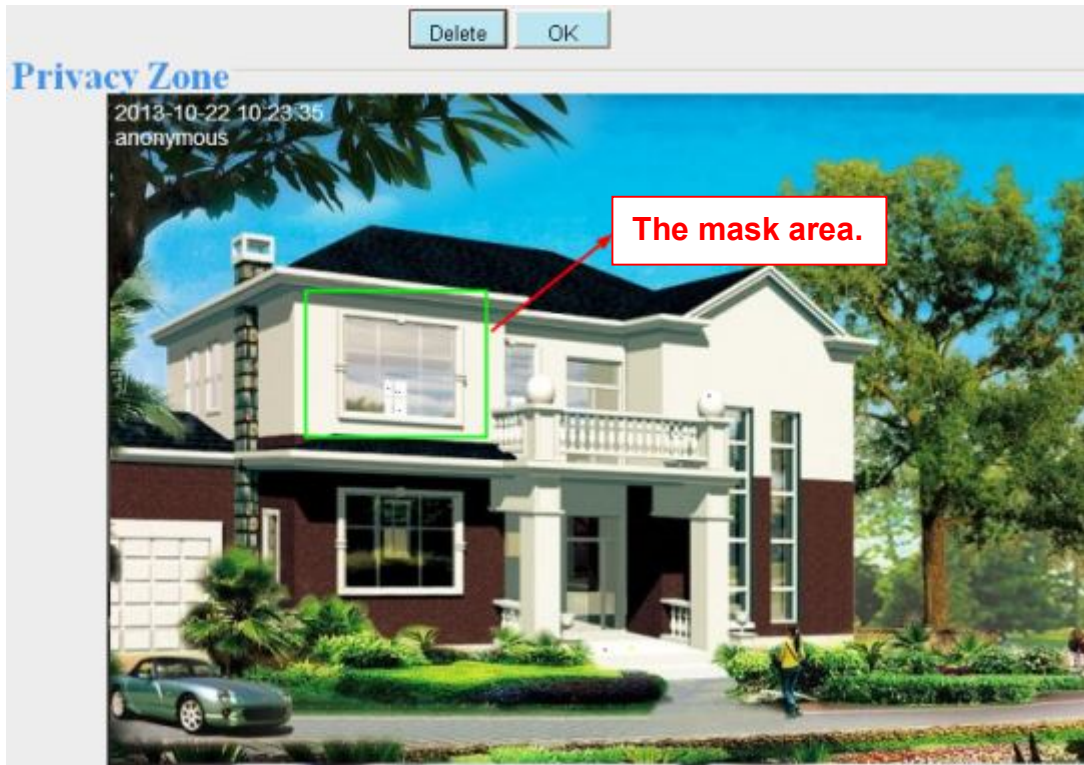 Delete OK
Privacy Zone
2013-10-22 10:23:35
anonymous
The mask area.